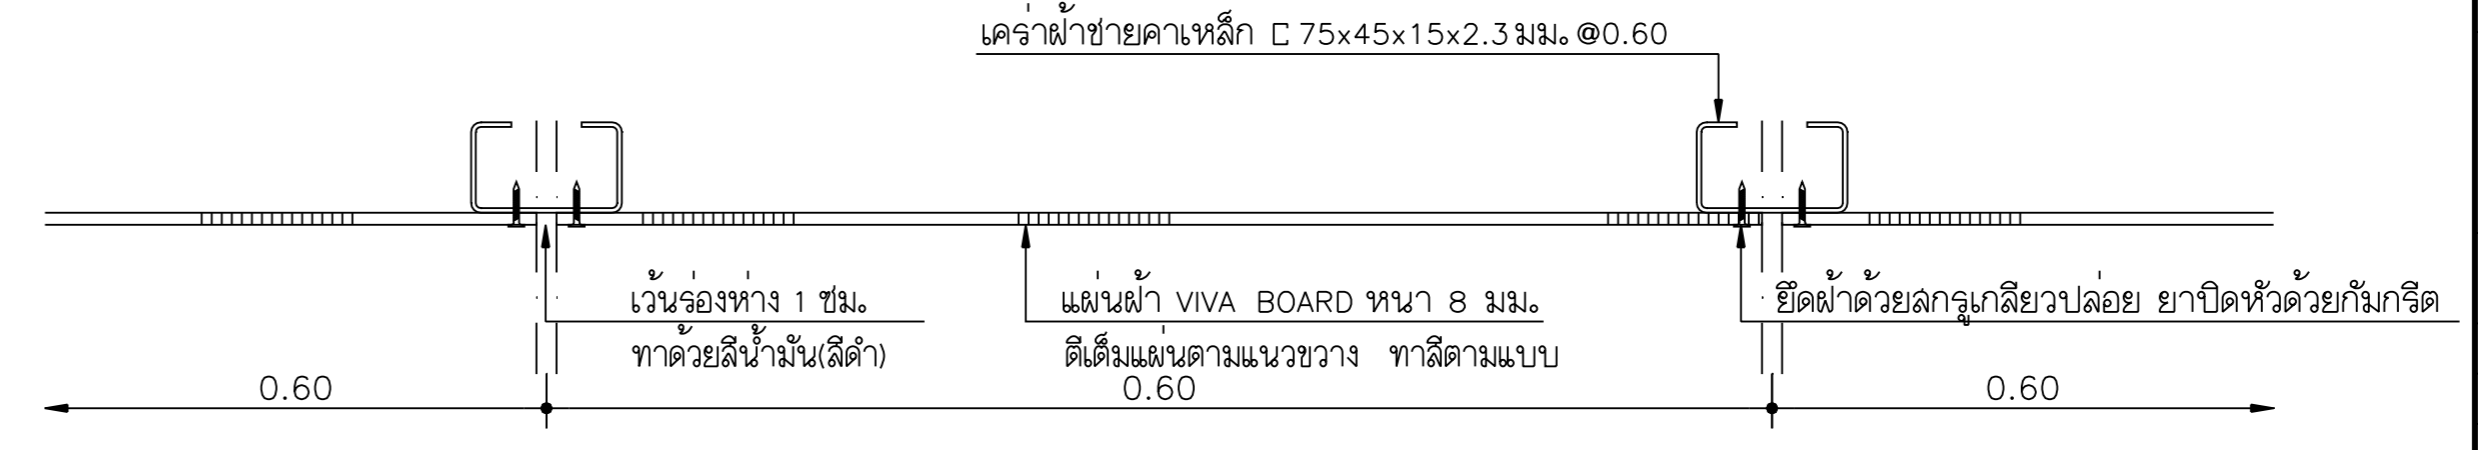 เคร่าฝ้าชายคาเหล็ก [ 75x45x15x2.3 มม. @0.60
เว้นร่องห่าง 1 ซม.
ทาด้วยสีน้ำมัน(สีดำ)
แผ่นฝ้า VIVA BOARD หนา 8 มม.
ตีเต็มแผ่นตามแนวขวาง ทาสีตามแบบ
ยึดฝ้าด้วยสกรูเกลียวปล่อย ยาปิดหัวด้วยกัมกรีต
0.60
0.60
0.60